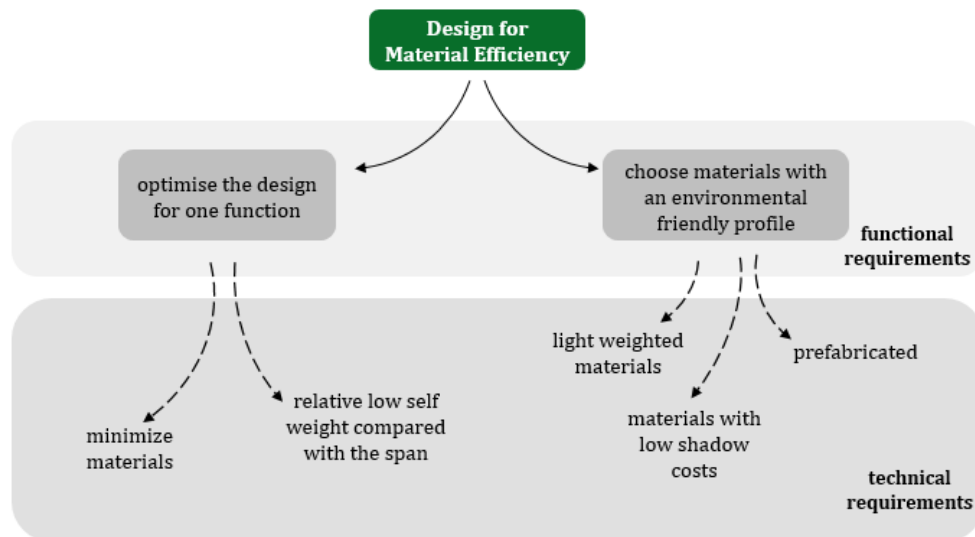 Design for
Material Efficiency
optimise the design
for one function
choose materials with
an environmental
friendly profile
functional
requirements
light weighted
materials
prefabricated
relative low self
weight compared
with the span
minimize
materials
materials with
low shadow
costs
technical
requirements